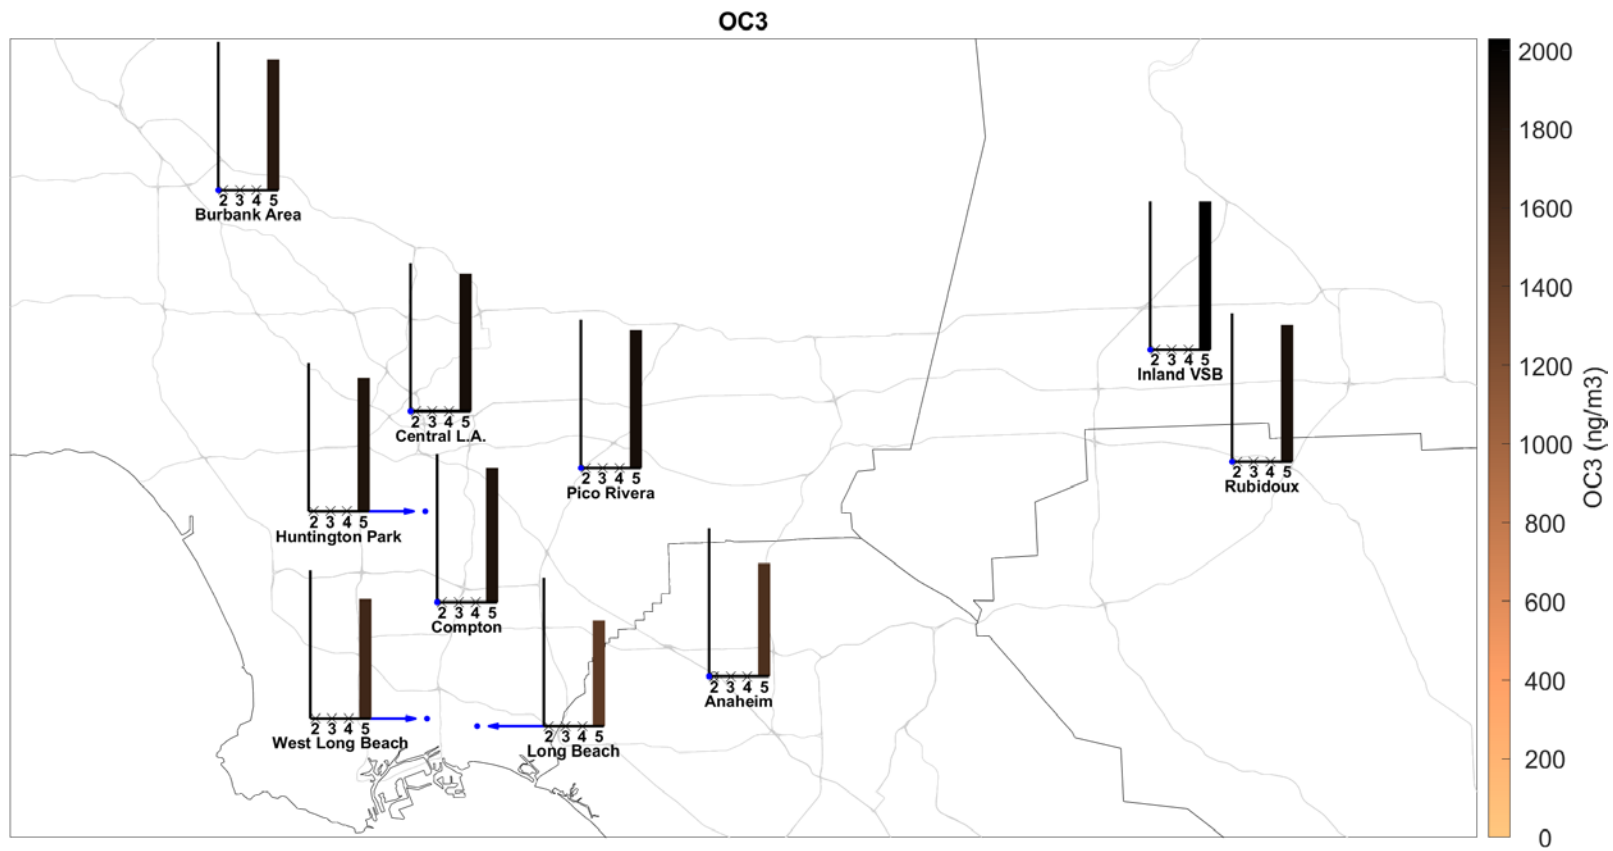 OC3
2 3 4 5
Burbank Area
2 3 4 5
Central L.A.
2 3 4 5
Huntington Park
2 3 4 5
Pico Rivera
2 3 4 5
Compton
2 3 4 5
West Long Beach
2 3 4 5
Long Beach
2 3 4 5
Anaheim
2 3 4 5
Inland VSB
2 3 4 5
Rubidoux
2000
1800
1600
1400
1200
1000
800
600
400
200
0
OC3 (ng/m3)